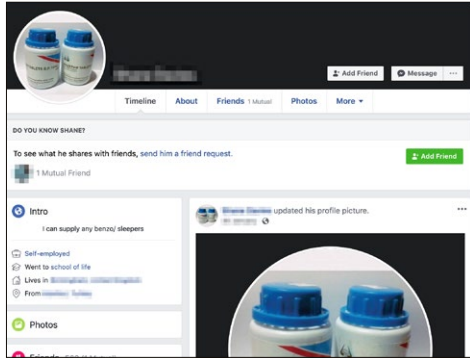 Add Friend Message ...
Timeline About Friends 1 Mutual Photos More
DO YOU KNOW SHANE?
To see what he shares with friends, send him a friend request.
Add Friend
1 Mutual Friend
Intro
updated his profile picture.
I can supply any benzo/ sleepers
Self-employed
Went to school of life
Lives in
From
Photos
Friends